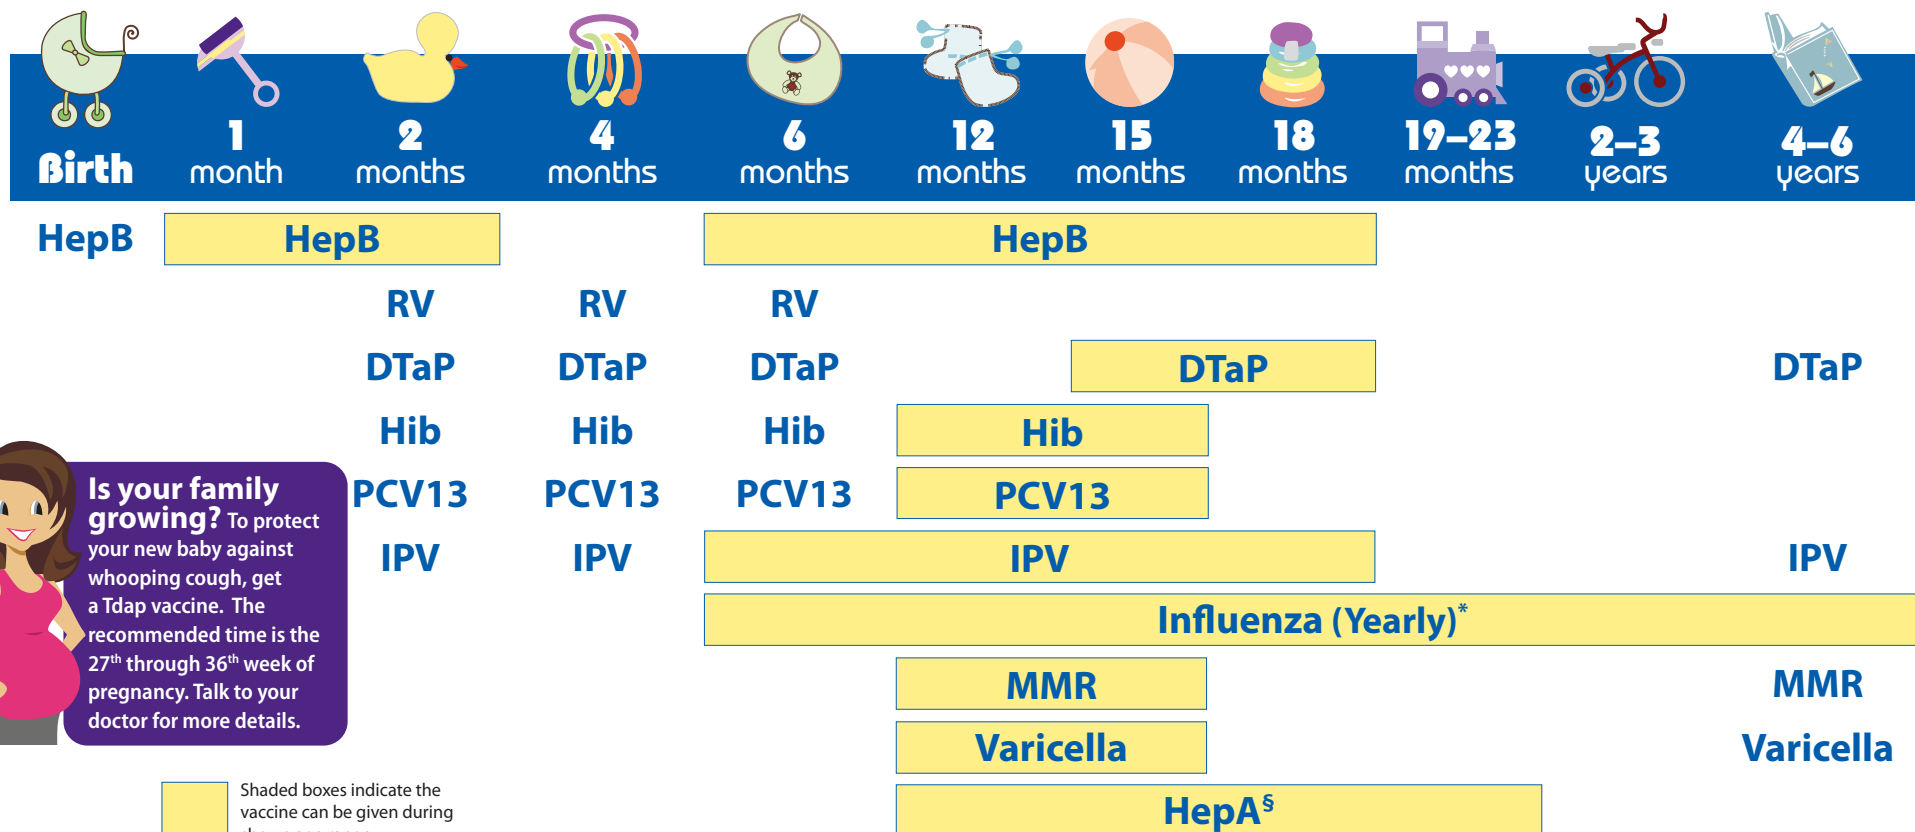 Birth
1 month
2 months
4 months
6 months
12 months
15 months
18 months
19–23 months
2–3 years
4–6 years
HepB HepB HepB
RV RV RV
DTaP DTaP DTaP DTaP DTaP
Hib Hib Hib Hib
PCV13 PCV13 PCV13 PCV13
IPV IPV IPV IPV
Influenza (Yearly)*
MMR MMR
Varicella Varicella
HepA§
Is your family
growing? To protect
your new baby against
whooping cough, get
a Tdap vaccine. The
recommended time is the
27th through 36th week of
pregnancy. Talk to your
doctor for more details.
Shaded boxes indicate the
vaccine can be given during